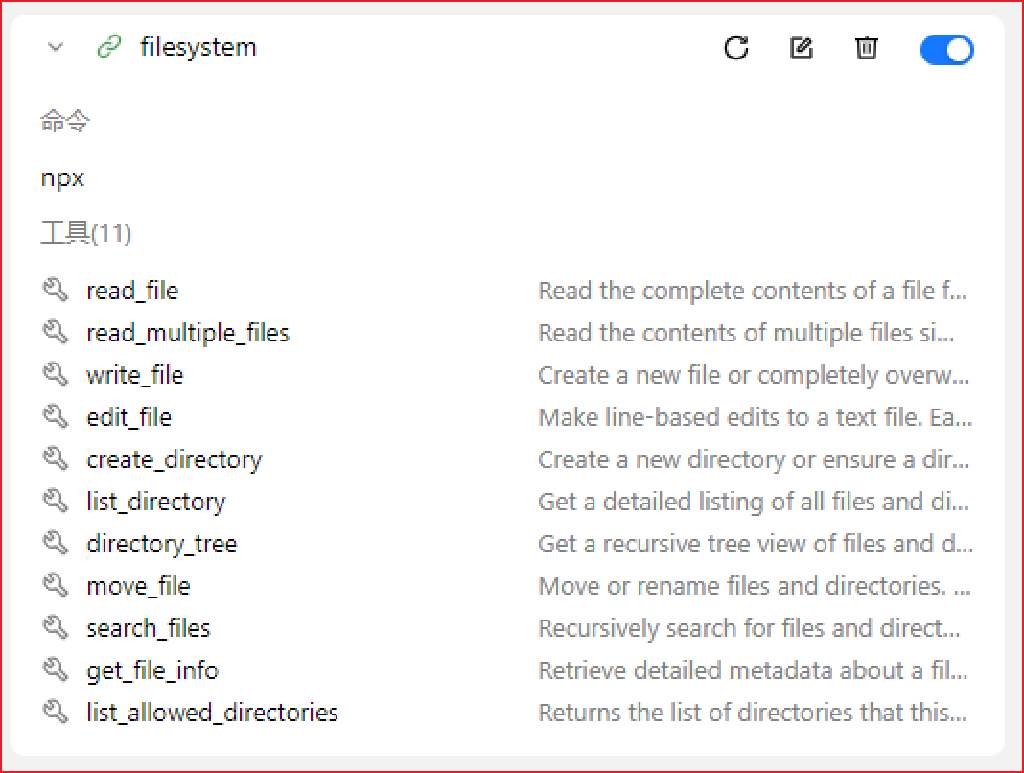 filesystem
命令
npx
工具(11)
read_file Read the complete contents of a file f...
read_multiple_files Read the contents of multiple files si...
write_file Create a new file or completely overw...
edit_file Make line-based edits to a text file. Ea...
create_directory Create a new directory or ensure a dir...
list_directory Get a detailed listing of all files and di...
directory_tree Get a recursive tree view of files and d...
move_file Move or rename files and directories. ...
search_files Recursively search for files and direct...
get_file_info Retrieve detailed metadata about a fil...
list_allowed_directories Returns the list of directories that this...